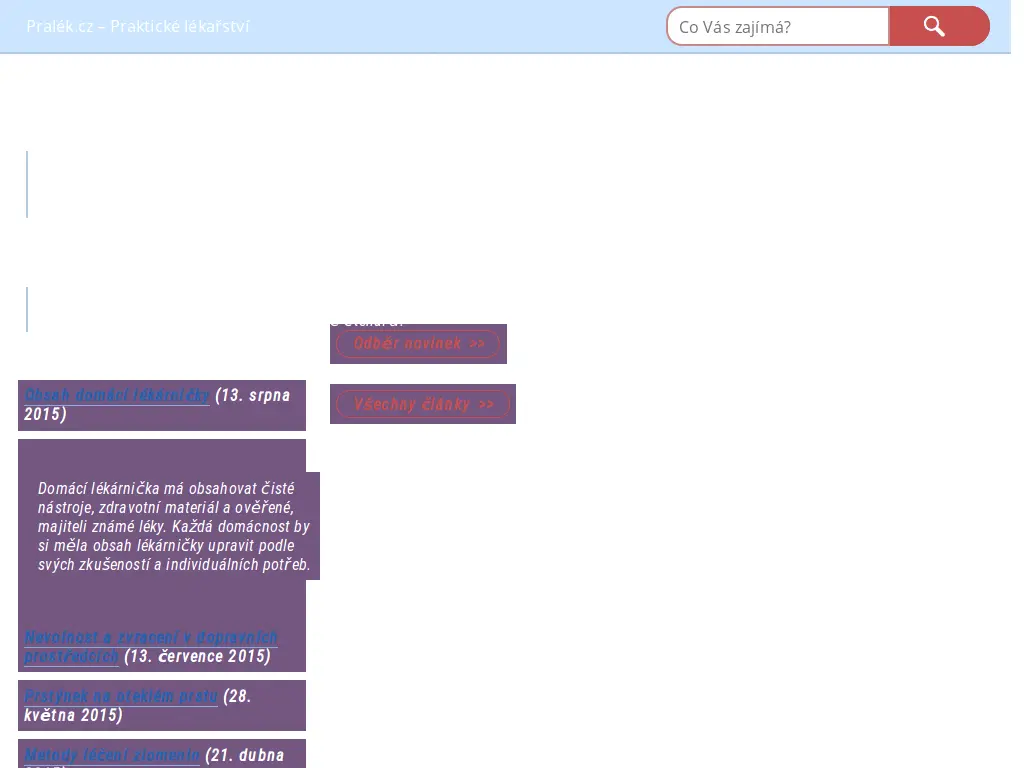 Pralék.cz – Praktické lékařství
Co Vás zajímá?
Odběr novinek >>
Všechny články >>
Obsah domácí lékárničky (13. srpna
2015)
Domácí lékárnička má obsahovat čisté
nástroje, zdravotní materiál a ověřené,
majiteli známé léky. Každá domácnost by
si měla obsah lékárničky upravit podle
svých zkušeností a individuálních potřeb.
Nevolnost a zvracení v dopravních
prostředcích (13. července 2015)
Prstýnek na oteklém prstu (28.
května 2015)
Metody léčení zlomenin (21. dubna